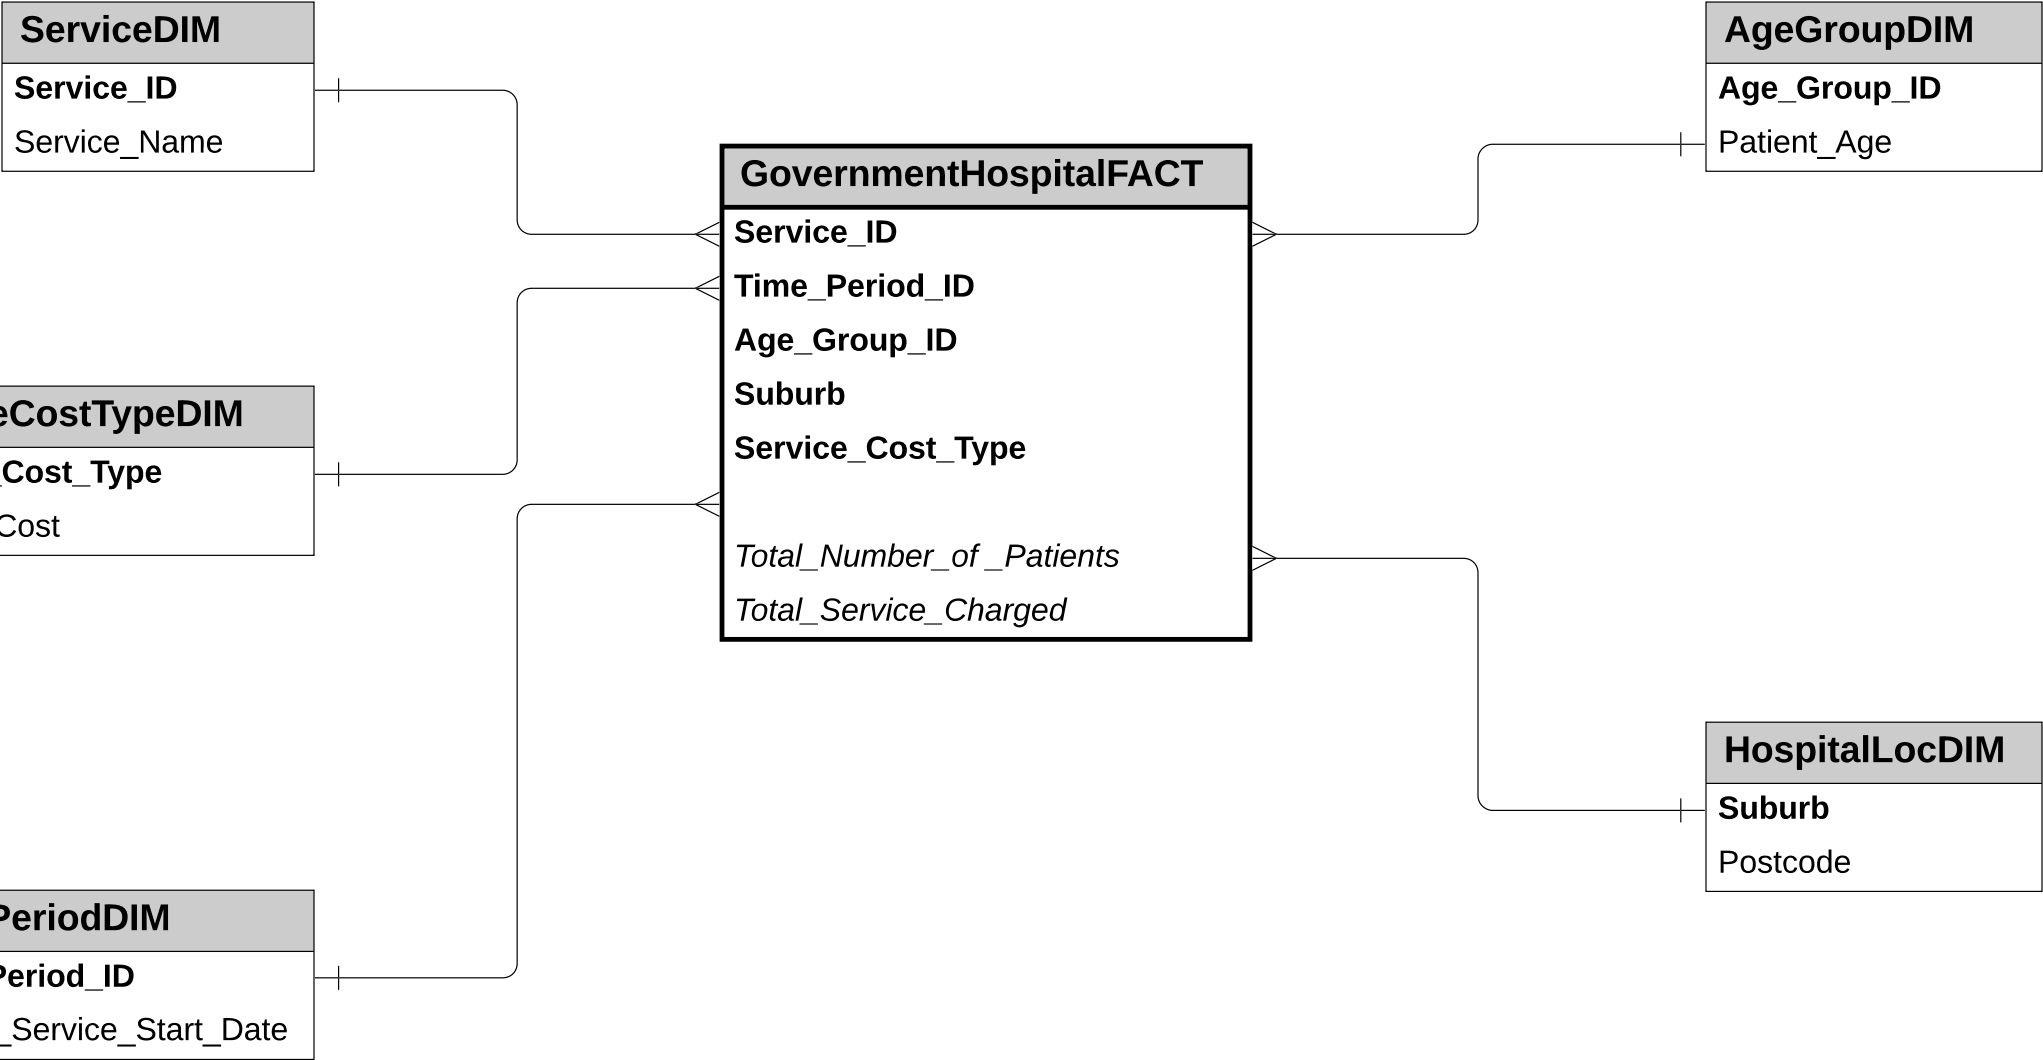 ServiceDIM
Service_ID
Service_Name
eCostTypeDIM
_Cost_Type
Cost
PeriodDIM
Period_ID
_Service_Start_Date
GovernmentHospitalFACT
Service_ID
Time_Period_ID
Age_Group_ID
Suburb
Service_Cost_Type
Total_Number_of _Patients
Total_Service_Charged
AgeGroupDIM
Age_Group_ID
Patient_Age
HospitalLocDIM
Suburb
Postcode